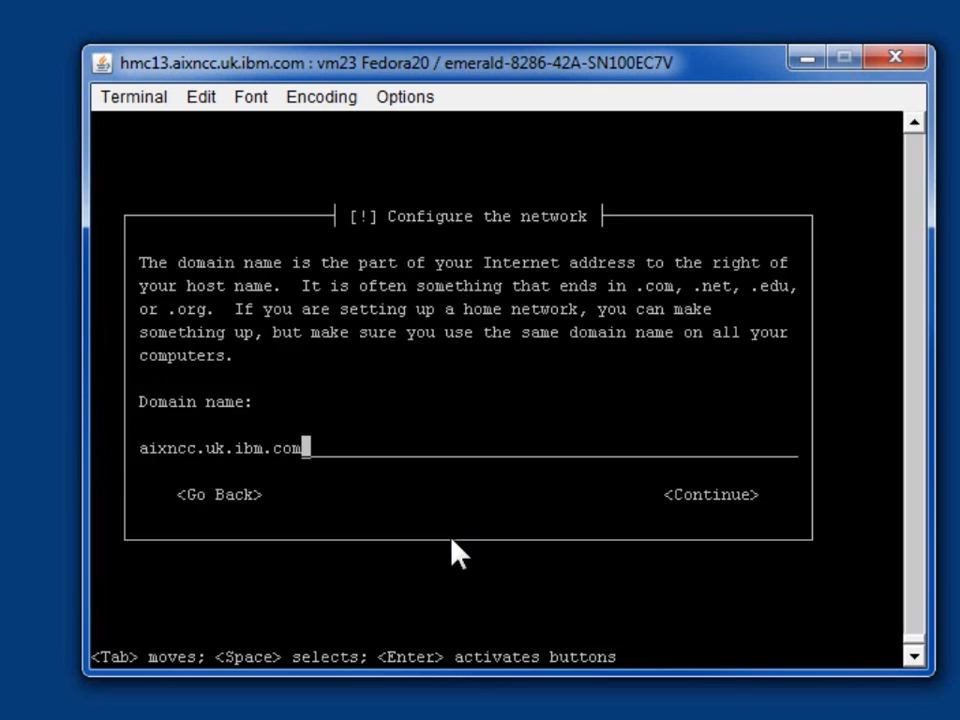 hmc13.aixncc.uk.ibm.com : vm23 Fedora20 / emerald-8286-42A-SN100EC7V
Terminal Edit Font Encoding Options
[!] Configure the network
The domain name is the part of your Internet address to the right of
your host name.  It is often something that ends in .com, .net, .edu,
or .org.  If you are setting up a home network, you can make
something up, but make sure you use the same domain name on all your
computers.
Domain name:
aixncc.uk.ibm.com
<Go Back> <Continue>
<Tab> moves; <Space> selects; <Enter> activates buttons